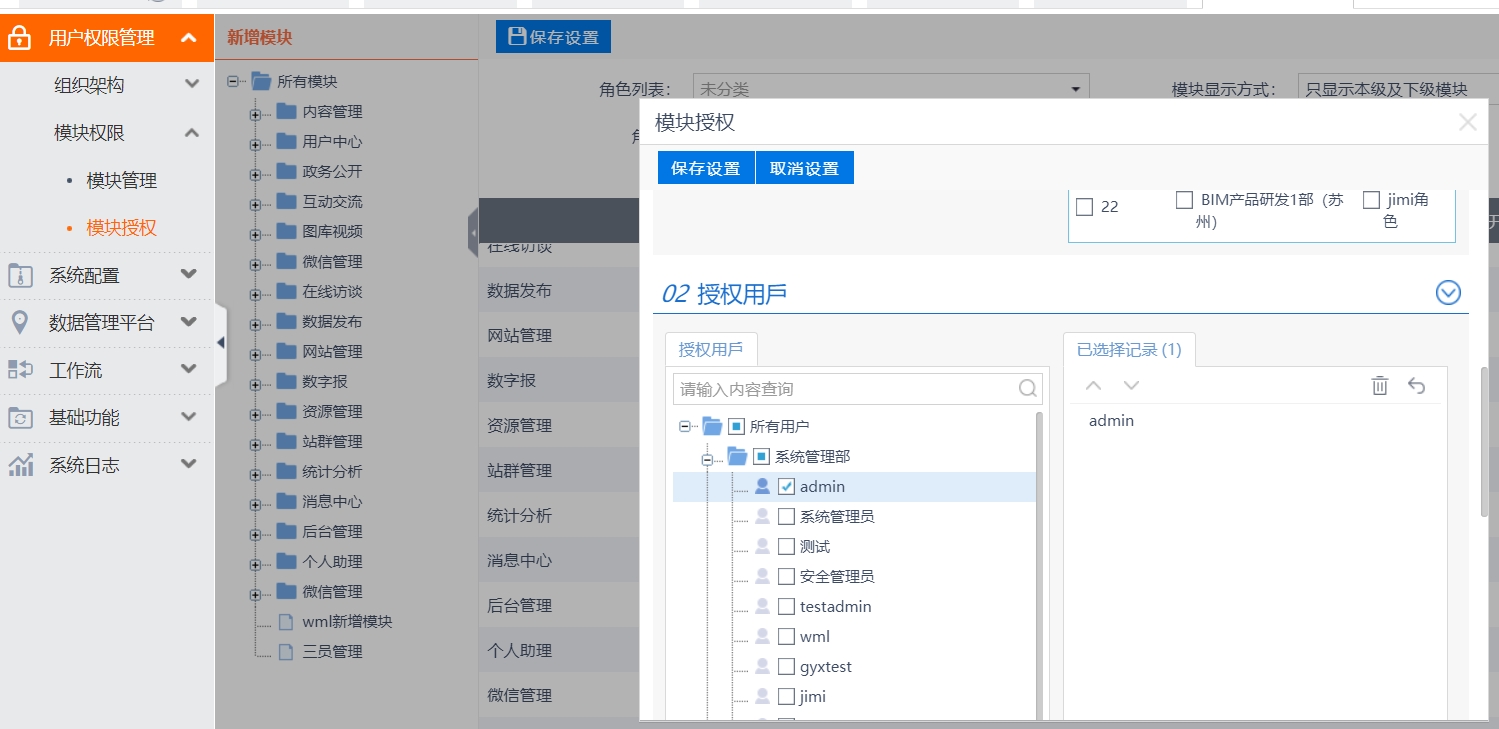 用户权限管理
组织架构
模块权限
模块管理
模块授权
系统配置
数据管理平台
工作流
基础功能
系统日志
新增模块
所有模块
内容管理
用户中心
政务公开
互动交流
图库视频
微信管理
在线访谈
数据发布
网站管理
数字报
资源管理
站群管理
统计分析
消息中心
后台管理
个人助理
微信管理
wml新增模块
三员管理
保存设置
角色列表: 未分类 模块显示方式: 只显示本级及下级模块
在线访谈
数据发布
网站管理
数字报
资源管理
站群管理
统计分析
消息中心
后台管理
个人助理
微信管理
模块授权
保存设置 取消设置
22
BIM产品研发1部（苏
州）
jimi角
色
02 授权用戶
授权用戶
请输入内容查询
所有用户
系统管理部
admin
系统管理员
测试
安全管理员
testadmin
wml
gyxtest
jimi
已选择记录 (1)
admin